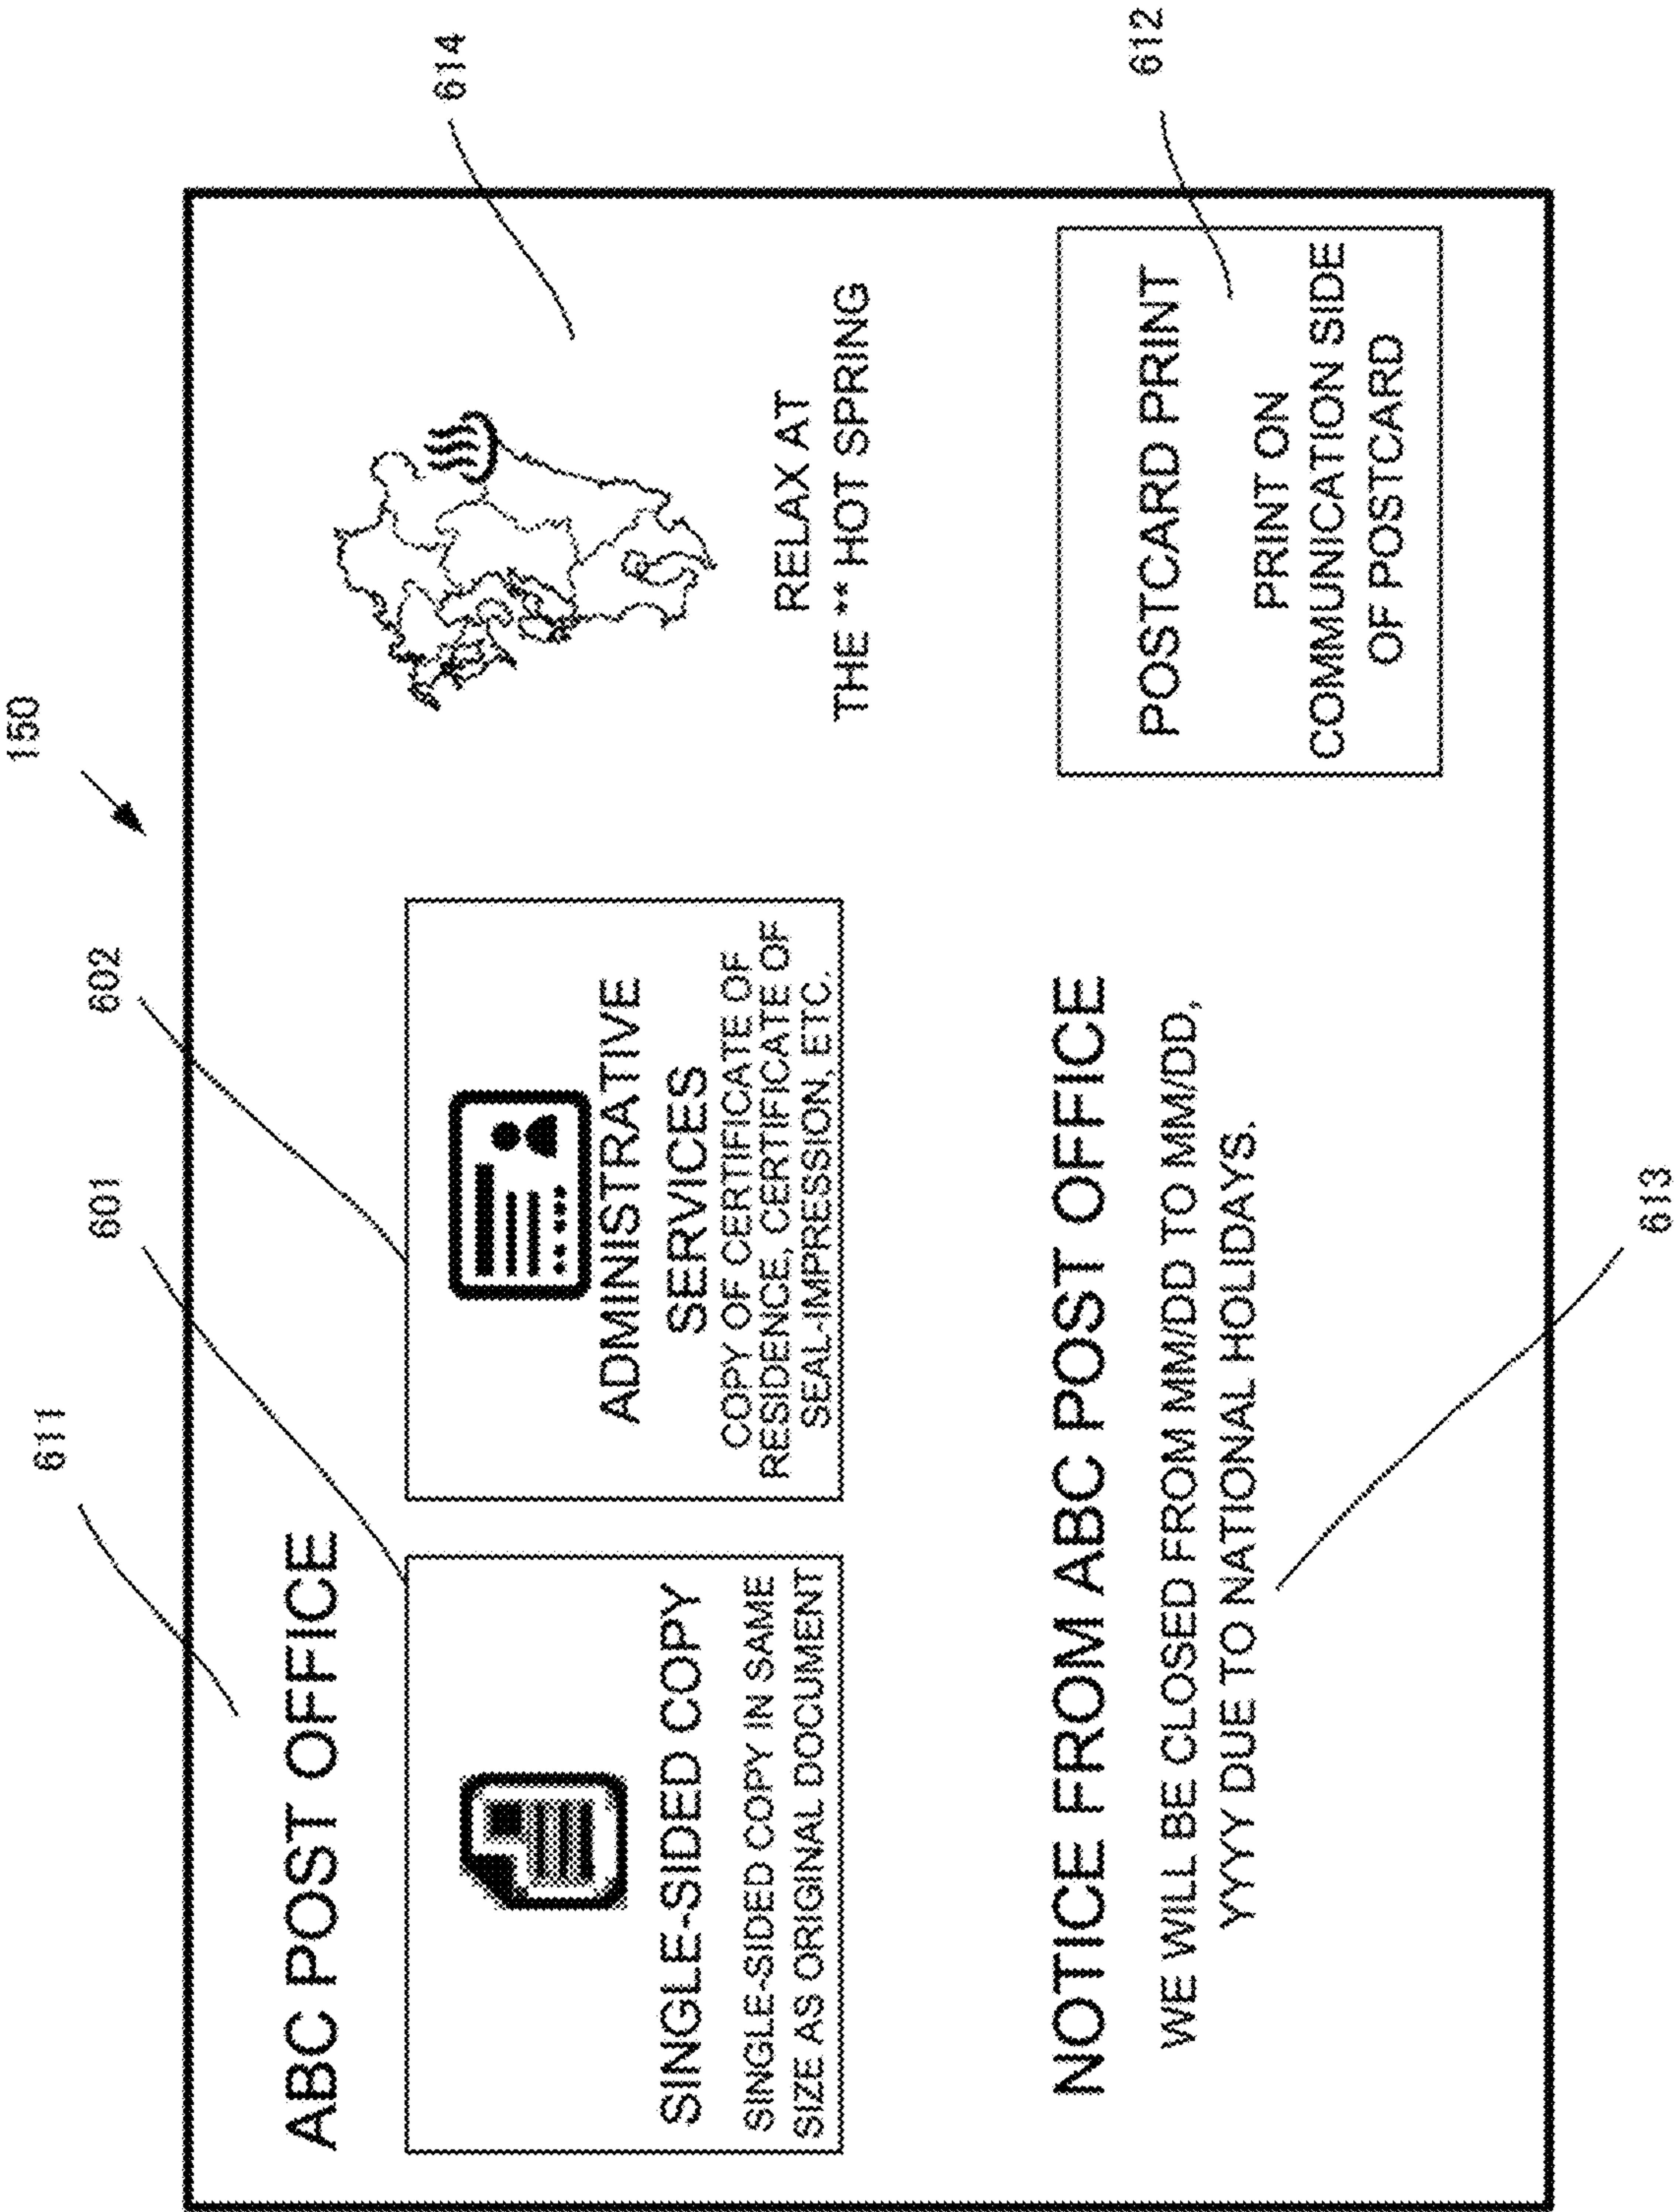 150
611
601
602
614
ABC POST OFFICE
SINGLE-SIDED COPY
SINGLE-SIDED COPY IN SAME
SIZE AS ORIGINAL DOCUMENT
ADMINISTRATIVE
SERVICES
COPY OF CERTIFICATE OF
RESIDENCE, CERTIFICATE OF
SEAL-IMPRESSION, ETC.
RELAX AT
THE ** HOT SPRING
NOTICE FROM ABC POST OFFICE
WE WILL BE CLOSED FROM MM/DD TO MM/DD,
YYYY DUE TO NATIONAL HOLIDAYS.
POSTCARD PRINT
PRINT ON
COMMUNICATION SIDE
OF POSTCARD
612
613